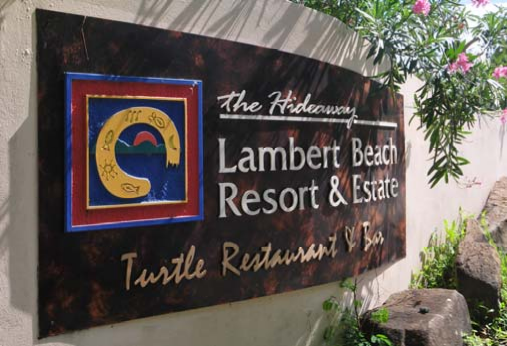 the Hideaway
Lambert Beach
Resort & Estate
Turtle Restaurant & Bar